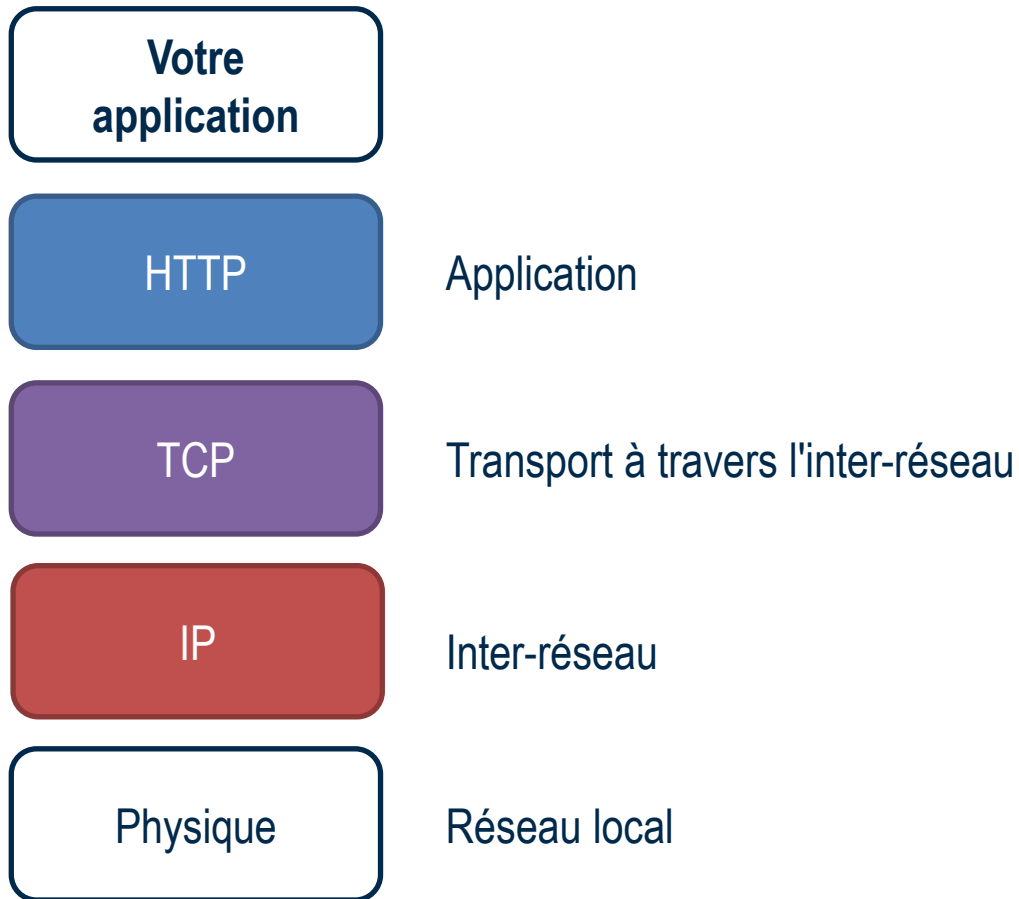 Votre
application
HTTP
Application
TCP
Transport à travers l'inter-réseau
IP
Inter-réseau
Physique
Réseau local